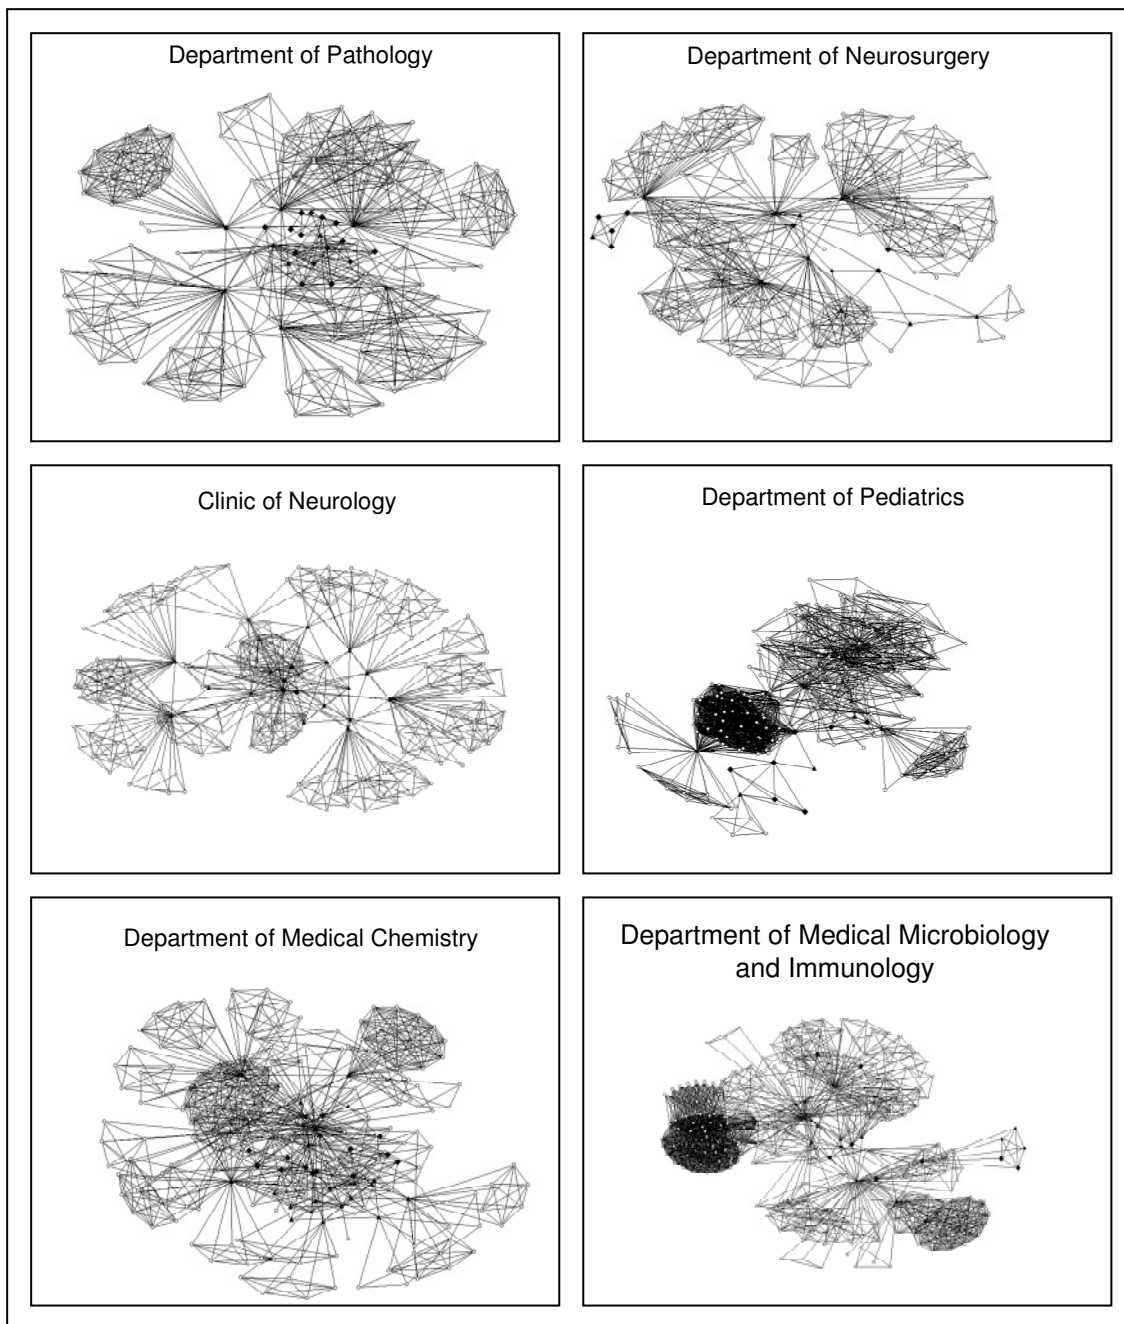 Department of Pathology
Department of Neurosurgery
Clinic of Neurology
Department of Pediatrics
Department of Medical Chemistry
Department of Medical Microbiology
and Immunology